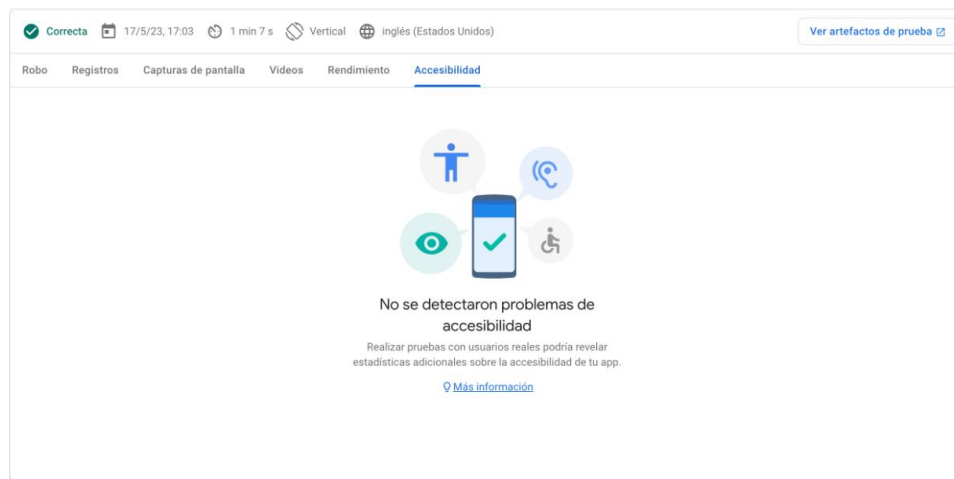 Correcta 17/5/23, 17:03 1 min 7 s Vertical inglés (Estados Unidos) Ver artefactos de prueba
Robo Registros Capturas de pantalla Videos Rendimiento Accesibilidad
No se detectaron problemas de
accesibilidad
Realizar pruebas con usuarios reales podría revelar
estadísticas adicionales sobre la accesibilidad de tu app.
Más información